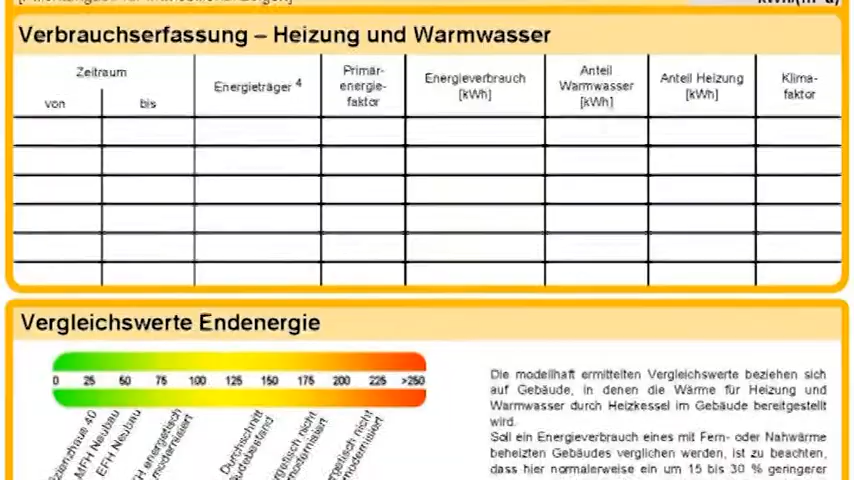 Verbrauchserfassung – Heizung und Warmwasser
Zeitraum
von
bis
Energieträger 4
Primär-
energie-
faktor
Energieverbrauch
[kWh]
Anteil
Warmwasser
[kWh]
Anteil Heizung
[kWh]
Klima-
faktor
Vergleichswerte Endenergie
0 25 50 75 100 125 150 175 200 225 >250
MFH Neubau
EFH Neubau
Durchschnitt
Die modellhaft ermittelten Vergleichswerte beziehen sich
auf Gebäude, in denen die Wärme für Heizung und
Warmwasser durch Heizkessel im Gebäude bereitgestellt
wird.
Soll ein Energieverbrauch eines mit Fern- oder Nahwärme
beheizten Gebäudes verglichen werden, ist zu beachten,
dass hier normalerweise ein um 15 bis 30 % geringerer